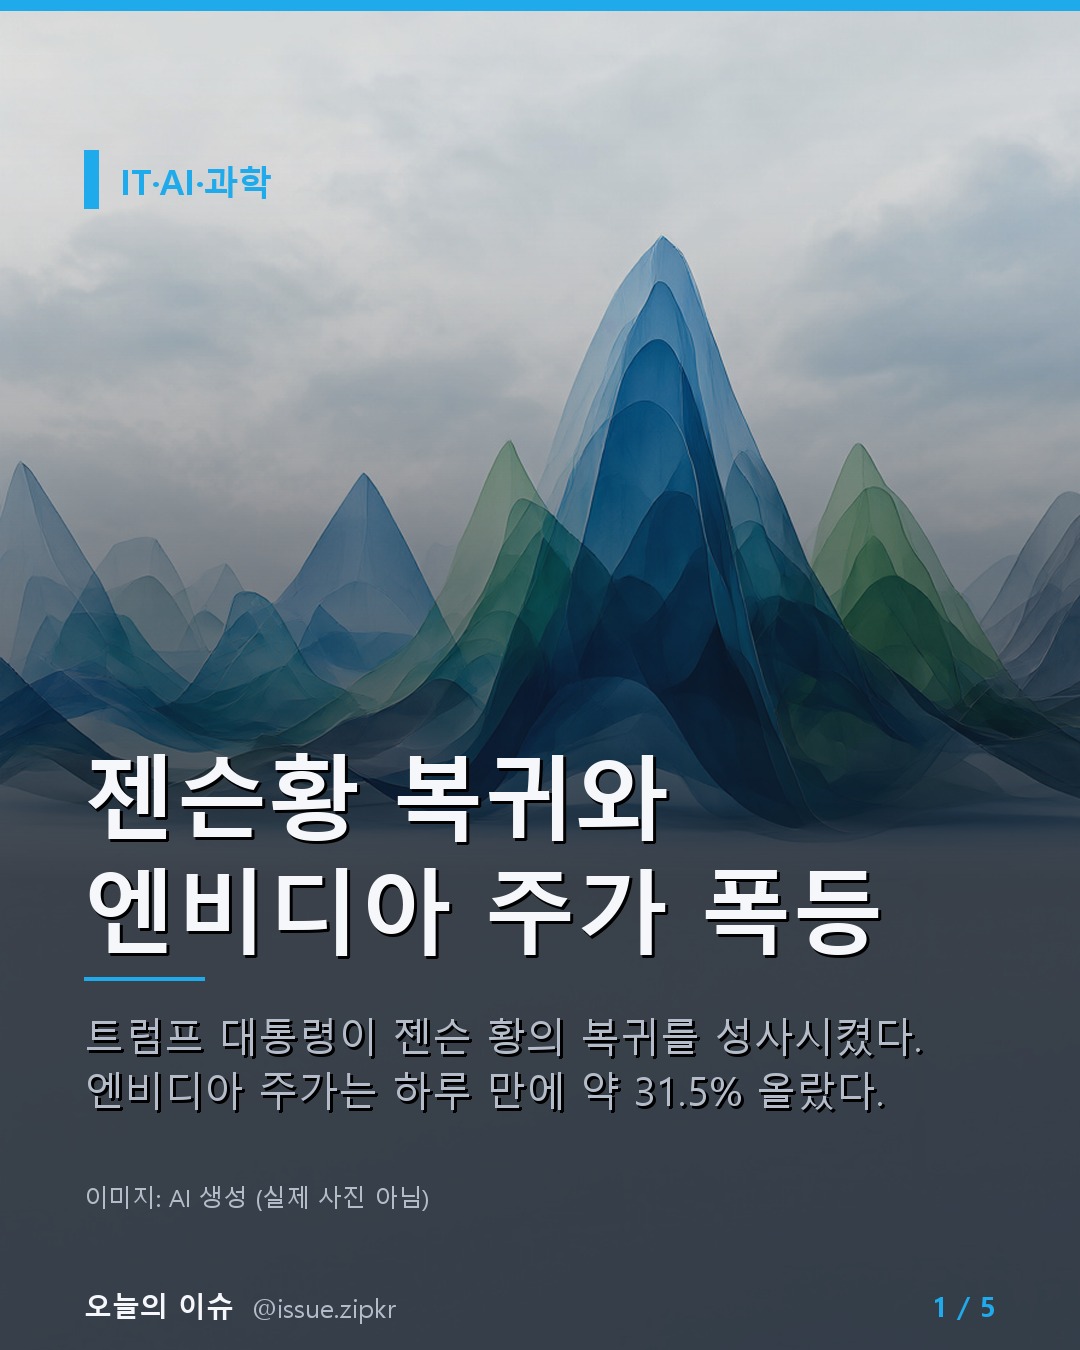 IT·AI·과학
젠슨황 복귀와
엔비디아 주가 폭등
트럼프 대통령이 젠슨 황의 복귀를 성사시켰다.
엔비디아 주가는 하루 만에 약 31.5% 올랐다.
이미지: AI 생성 (실제 사진 아님)
오늘의 이슈 @issue.zipkr
1 / 5